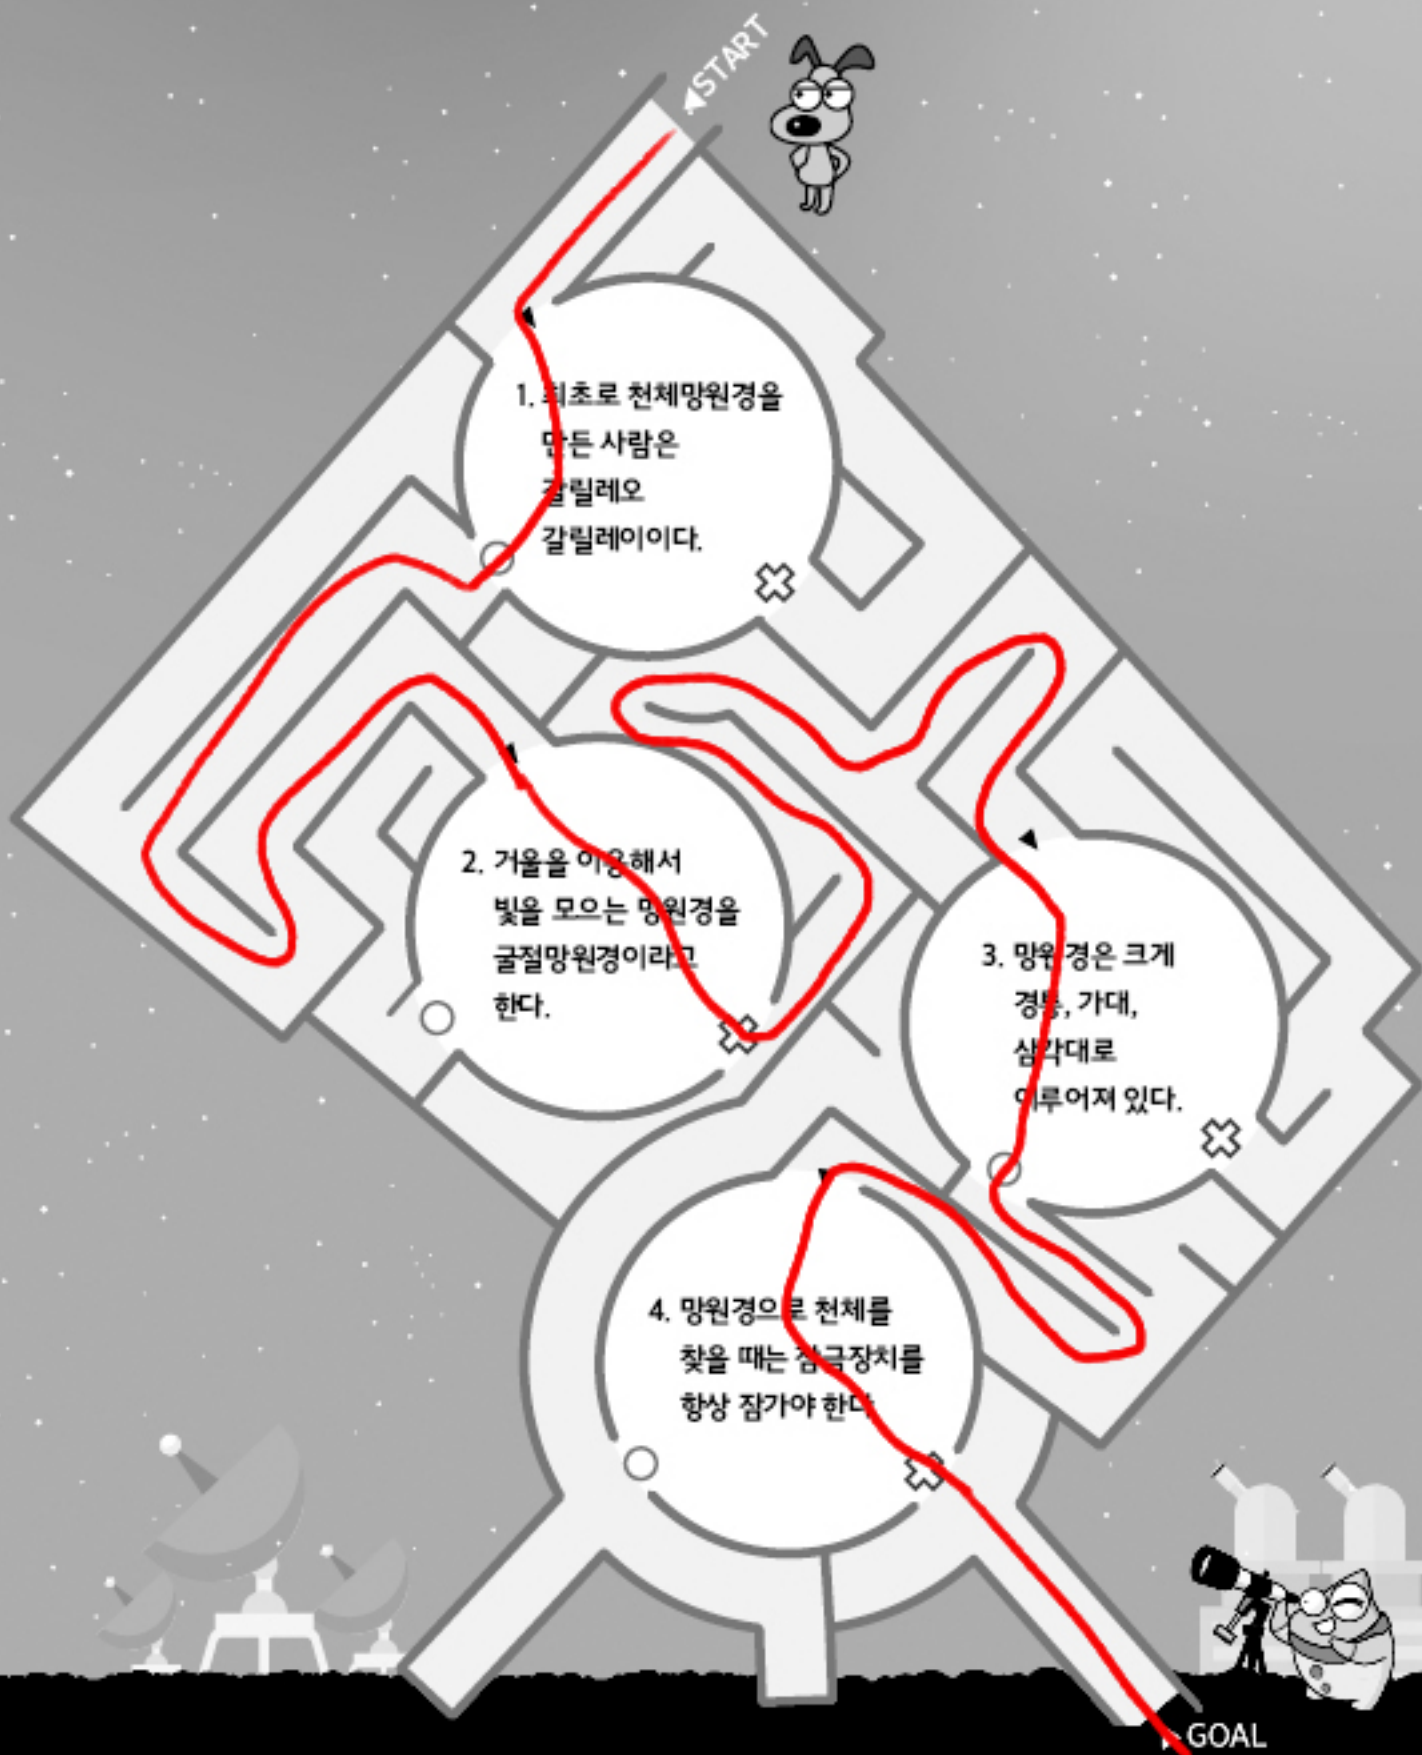 ◀START
1. 최초로 천체망원경을
만든 사람은
갈릴레오
갈릴레이이다.
2. 거울을 이용해서
빛을 모으는 망원경을
굴절망원경이라고
한다.
3. 망원경은 크게
경통, 가대,
삼각대로
이루어져 있다.
4. 망원경으로 천체를
찾을 때는 잠금장치를
항상 잠가야 한다.
▶GOAL